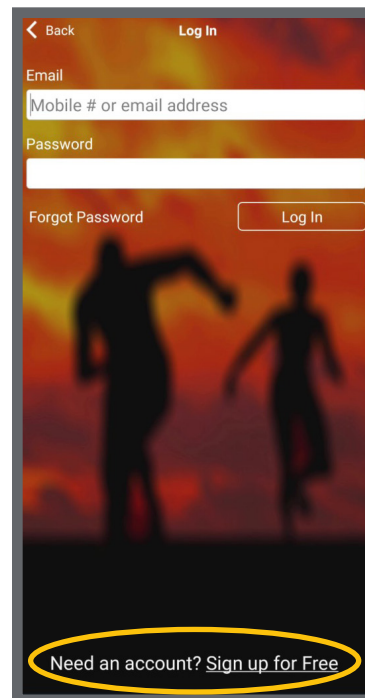 Back Log In
Email
Mobile # or email address
Password
Forgot Password Log In
Need an account? Sign up for Free